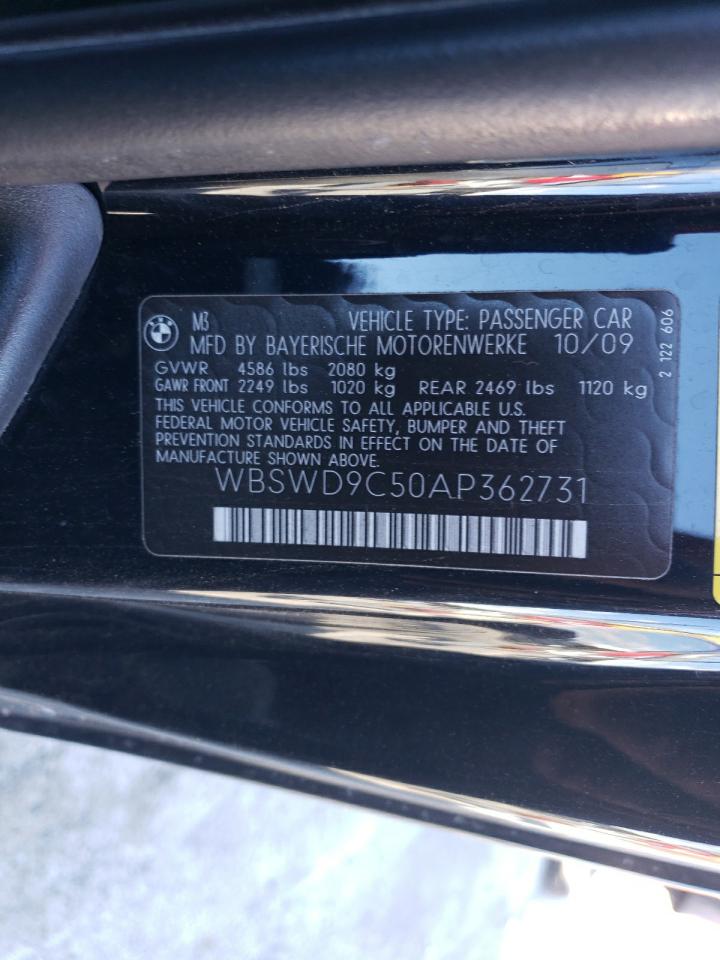 M3 VEHICLE TYPE: PASSENGER CAR
MFD BY BAYERISCHE MOTORENWERKE 10/09
GVWR 4586 lbs 2080 kg
GAWR FRONT 2249 lbs 1020 kg REAR 2469 lbs 1120 kg
THIS VEHICLE CONFORMS TO ALL APPLICABLE U.S.
FEDERAL MOTOR VEHICLE SAFETY, BUMPER AND THEFT
PREVENTION STANDARDS IN EFFECT ON THE DATE OF
MANUFACTURE SHOWN ABOVE.
WBSWD9C50AP362731
2 122 606